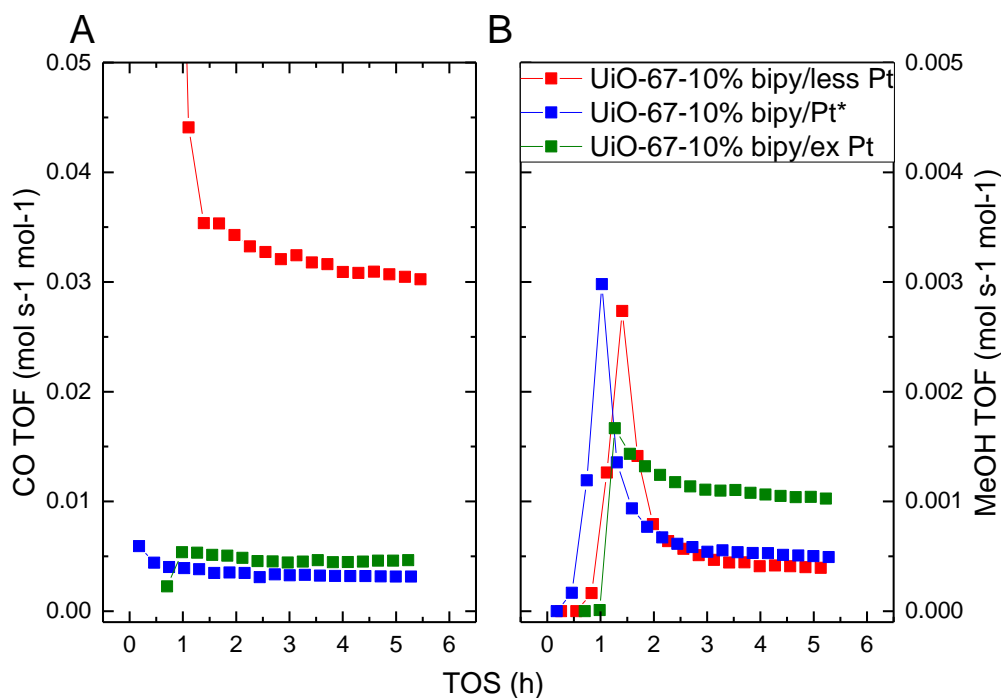 A
B
0.05
0.04
0.03
0.02
0.01
0.00
CO TOF (mol s-1 mol-1)
0 1 2 3 4 5 6
UiO-67-10% bipy/less Pt
UiO-67-10% bipy/Pt*
UiO-67-10% bipy/ex Pt
0 1 2 3 4 5 6
0.005
0.004
0.003
0.002
0.001
0.000
MeOH TOF (mol s-1 mol-1)
TOS (h)